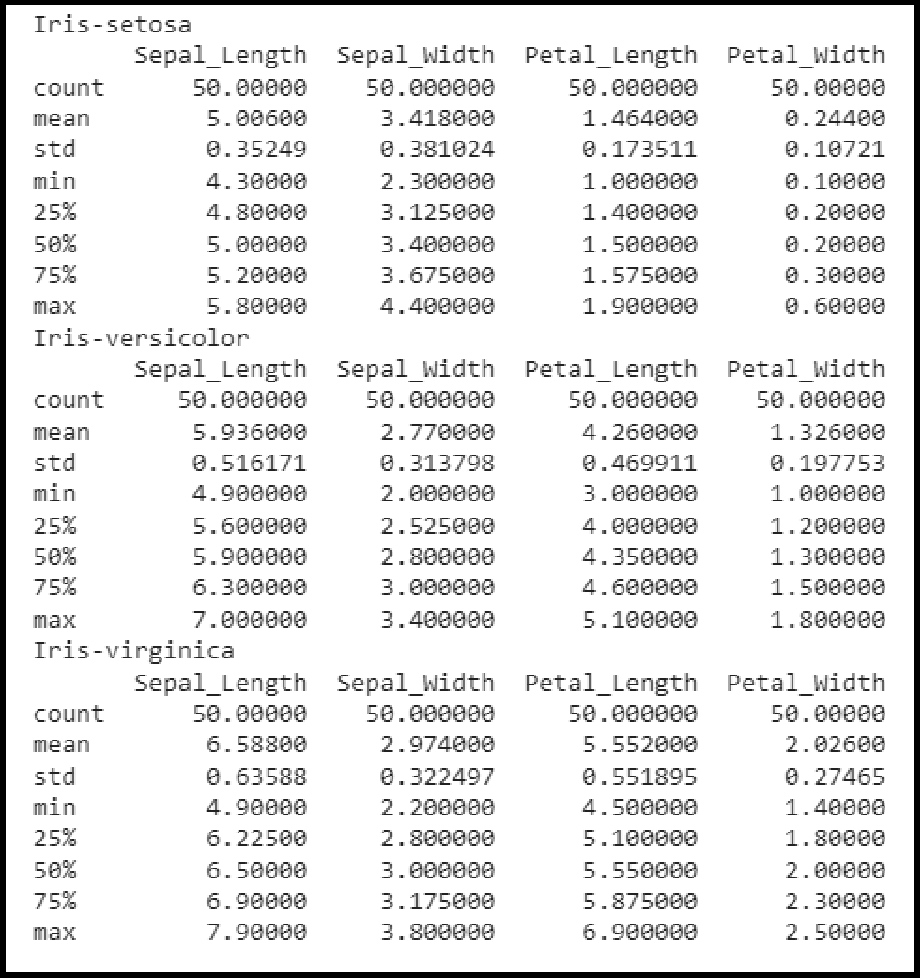 Iris-setosa
Sepal_Length Sepal_Width Petal_Length Petal_Width
count 50.00000 50.000000 50.000000 50.00000
mean 5.00600 3.418000 1.464000 0.24400
std 0.35249 0.381024 0.173511 0.10721
min 4.30000 2.300000 1.000000 0.10000
25% 4.80000 3.125000 1.400000 0.20000
50% 5.00000 3.400000 1.500000 0.20000
75% 5.20000 3.675000 1.575000 0.30000
max 5.80000 4.400000 1.900000 0.60000
Iris-versicolor
Sepal_Length Sepal_Width Petal_Length Petal_Width
count 50.000000 50.000000 50.000000 50.000000
mean 5.936000 2.770000 4.260000 1.326000
std 0.516171 0.313798 0.469911 0.197753
min 4.900000 2.000000 3.000000 1.000000
25% 5.600000 2.525000 4.000000 1.200000
50% 5.900000 2.800000 4.350000 1.300000
75% 6.300000 3.000000 4.600000 1.500000
max 7.000000 3.400000 5.100000 1.800000
Iris-virginica
Sepal_Length Sepal_Width Petal_Length Petal_Width
count 50.00000 50.000000 50.000000 50.00000
mean 6.58800 2.974000 5.552000 2.02600
std 0.63588 0.322497 0.551895 0.27465
min 4.90000 2.200000 4.500000 1.40000
25% 6.22500 2.800000 5.100000 1.80000
50% 6.50000 3.000000 5.550000 2.00000
75% 6.90000 3.175000 5.875000 2.30000
max 7.90000 3.800000 6.900000 2.50000